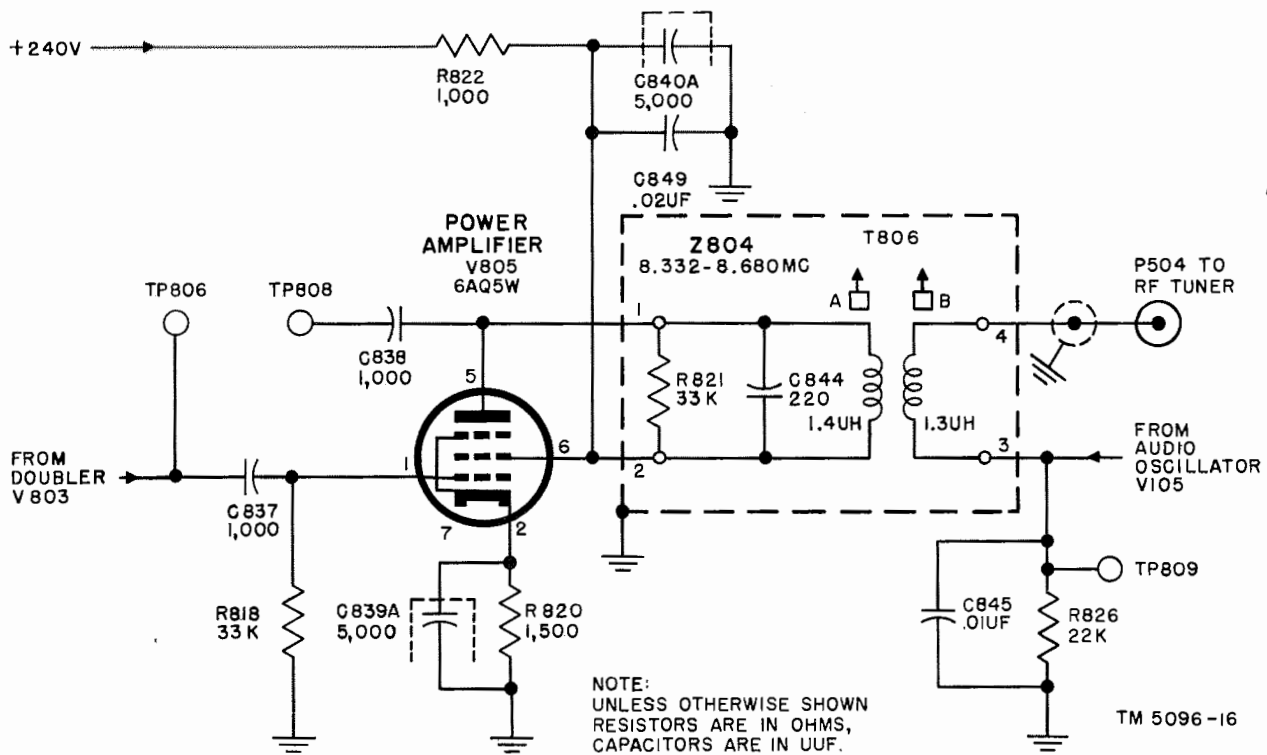 +240V
R822
1,000
C840A
5,000
C849
.02UF
POWER
AMPLIFIER
V805
6AQ5W
Z804
8.332-8.680MC
T806
A
B
P504 TO
RF TUNER
TP806
TP808
C838
1,000
1
4
5
R821
33K
C844
220
1.4UH
1.3UH
FROM
DOUBLER
V803
1
6
2
3
FROM
AUDIO
OSCILLATOR
V105
C837
1,000
7
2
R818
33K
C839A
5,000
R820
1,500
C845
.01UF
TP809
R826
22K
NOTE:
UNLESS OTHERWISE SHOWN
RESISTORS ARE IN OHMS,
CAPACITORS ARE IN UUF.
TM 5096-16